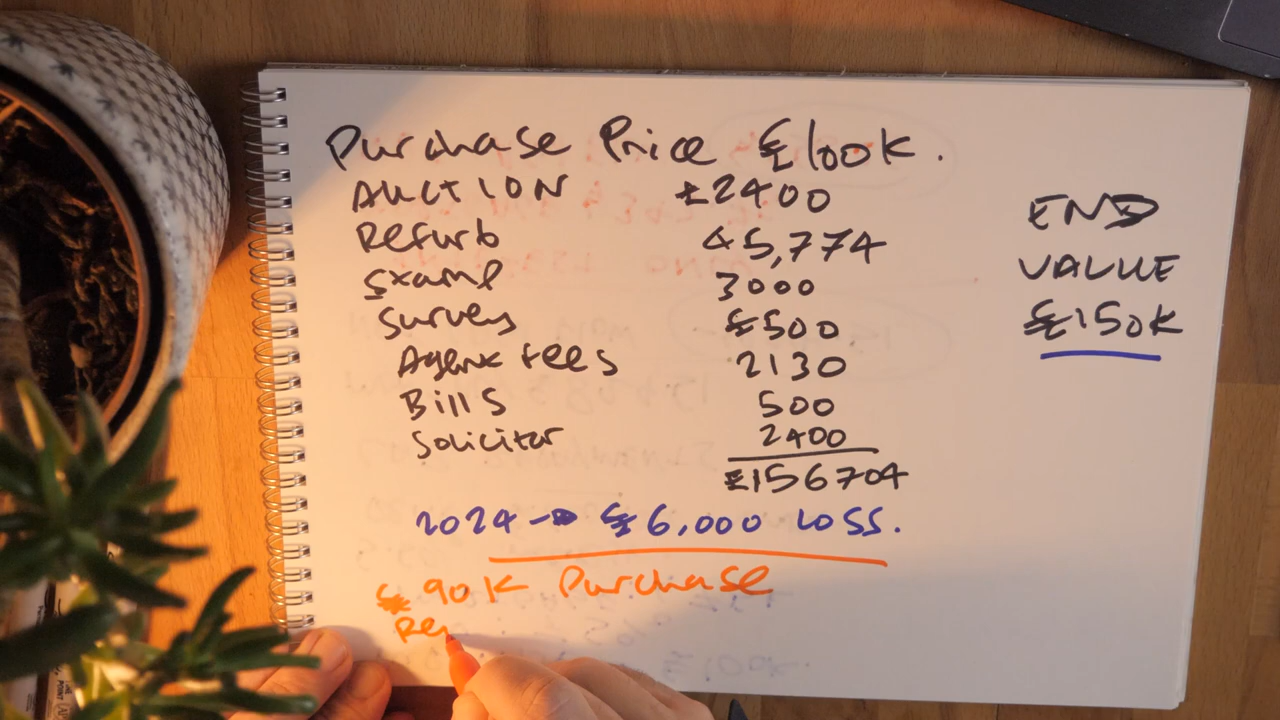 Purchase Price £100K.
AUCTION £2400
Refurb 45,774
3000
Survey £500
Agent fees 2130
Bills 500
Solicitor 2400
£156704
2024 → £6,000 LOSS.
£90K Purchase
Re
END
VALUE
£150K